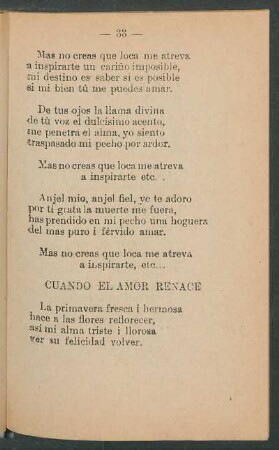 — 33 —
Mas no creas que loca me atreva
a inspirarte un cariño imposible,
mi destino es saber si es posible
si mi bien tú me puedes amar.
De tus ojos la llama divina
de tú voz el dulcisimo acento,
me penetra el alma, yo siento
traspasado mi pecho por ardor.
Mas no creas que loca me atreva
a inspirarte etc. .
Anjel mio, anjel fiel, yo te adoro
por ti grata la muerte me fuera,
has prendido en mi pecho una hoguera
del mas puro i férvido amar.
Mas no creas que loca me atreva
a inspirarte, etc...
CUANDO EL AMOR RENACE
La primavera fresca i hermosa
hace a las flores reflorecer,
así mi alma triste i llorosa
ver su felicidad volver.